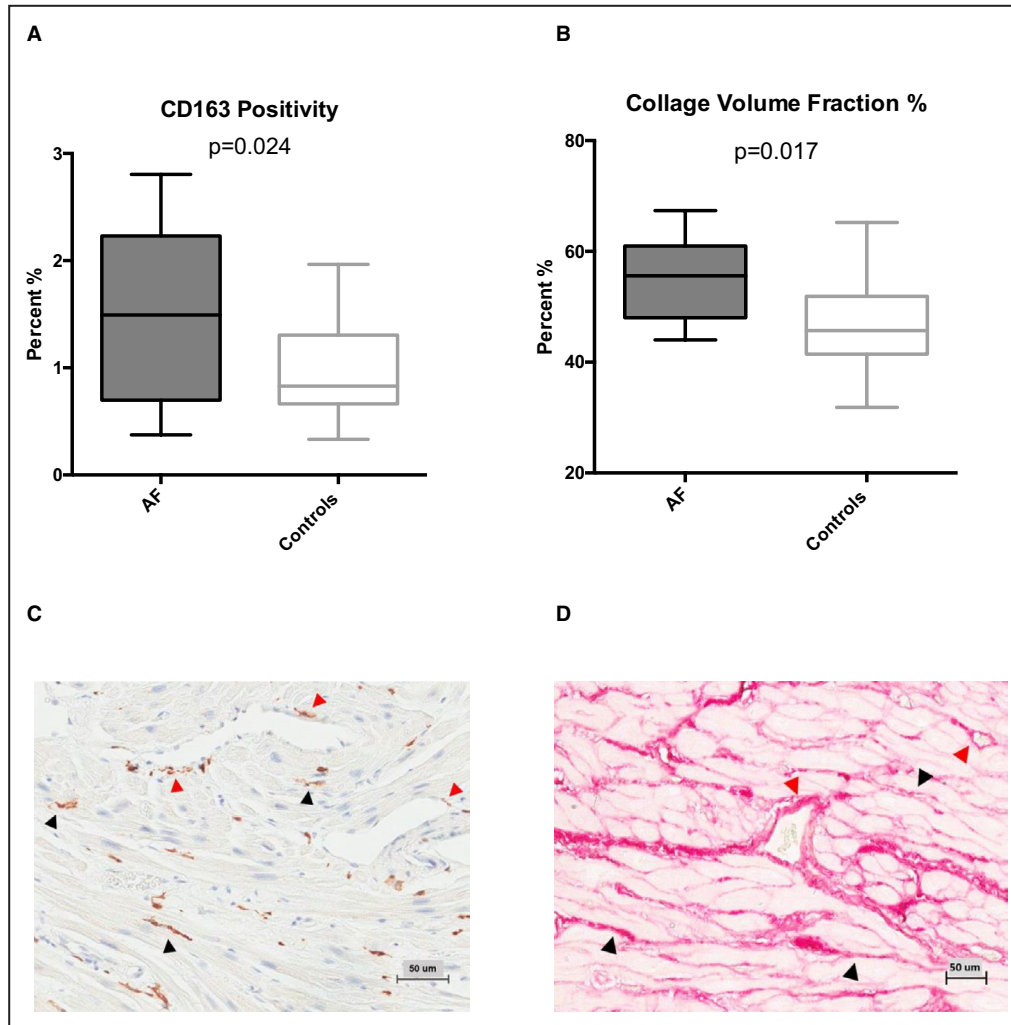 A
CD163 Positivity
p=0.024
3
2
1
0
Percent %
AF
Controls
B
Collage Volume Fraction %
p=0.017
80
60
40
20
Percent %
AF
Controls
C
50 um
D
50 um